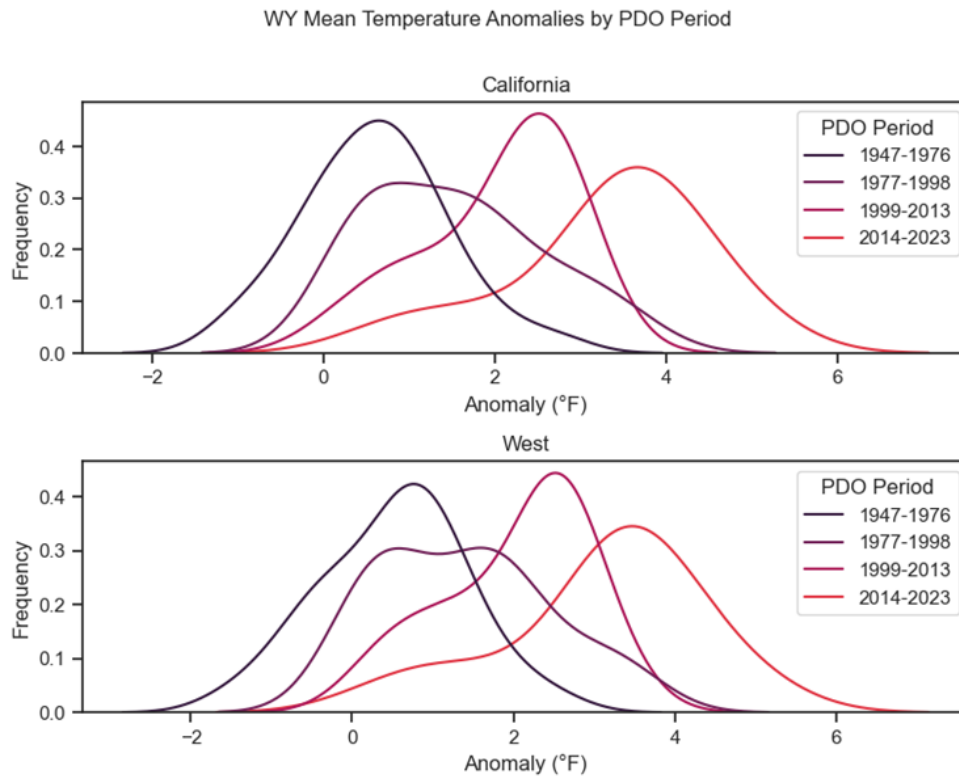 WY Mean Temperature Anomalies by PDO Period
California
Frequency
0.4
0.3
0.2
0.1
0.0
−2 0 2 4 6
Anomaly (°F)
PDO Period
1947-1976
1977-1998
1999-2013
2014-2023
West
Frequency
0.4
0.3
0.2
0.1
0.0
−2 0 2 4 6
Anomaly (°F)
PDO Period
1947-1976
1977-1998
1999-2013
2014-2023